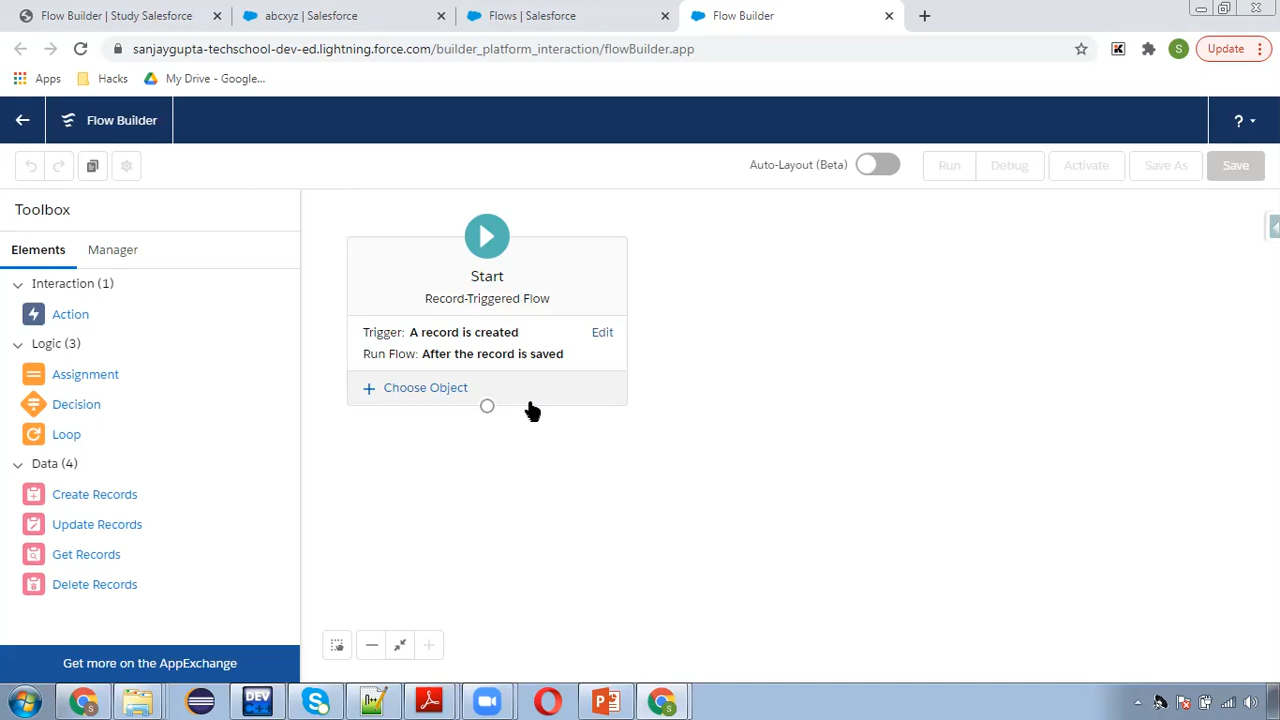 Flow Builder | Study Salesforce
abcxyz | Salesforce
Flows | Salesforce
Flow Builder
sanjaygupta-techschool-dev-ed.lightning.force.com/builder_platform_interaction/flowBuilder.app
S
Update
Apps
Hacks
My Drive - Google...
Flow Builder
?
Auto-Layout (Beta)
Run
Debug
Activate
Save As
Save
Toolbox
Elements
Manager
Interaction (1)
Action
Logic (3)
Assignment
Decision
Loop
Data (4)
Create Records
Update Records
Get Records
Delete Records
Get more on the AppExchange
Start
Record-Triggered Flow
Trigger: A record is created
Edit
Run Flow: After the record is saved
+ Choose Object
DEV